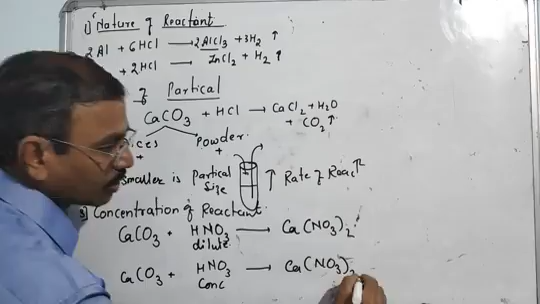 1) Nature of Reactant
2Al + 6HCl → 2AlCl3 + 3H2 ↑
+ 2HCl → ZnCl2 + H2 ↑
of Partical
CaCO3 + HCl → CaCl2 + H2O
+ CO2 ↑
Powder
+ +
Smaller is Partical Size ↑ Rate of Reac ↑
3) Concentration of Reactant
CaCO3 + HNO3 → Ca(NO3)2
dilute
CaCO3 + HNO3 → Ca(NO3)2
Conc